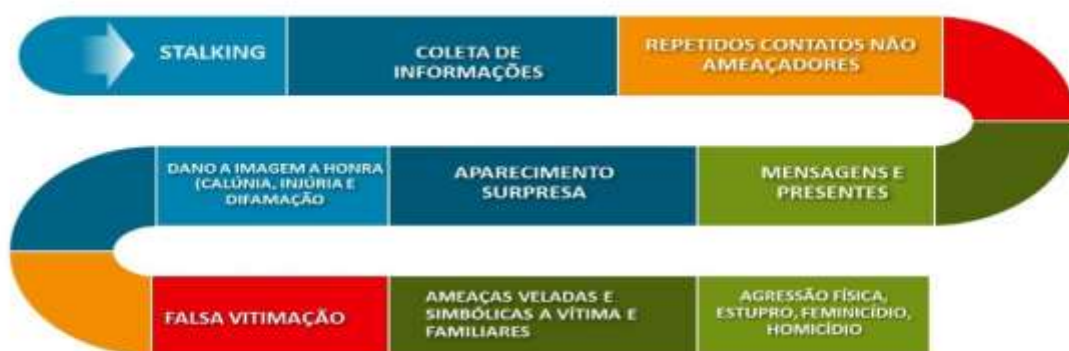 STALKING
COLETA DE
INFORMAÇÕES
REPETIDOS CONTATOS NÃO
AMEAÇADORES
MENSAGENS E
PRESENTES
APARECIMENTO
SURPRESA
DANO A IMAGEM A HONRA
(CALÚNIA, INJÚRIA E
DIFAMAÇÃO
FALSA VITIMAÇÃO
AMEAÇAS VELADAS E
SIMBÓLICAS A VÍTIMA E
FAMILIARES
AGRESSÃO FÍSICA,
ESTUPRO, FEMINICÍDIO,
HOMICÍDIO